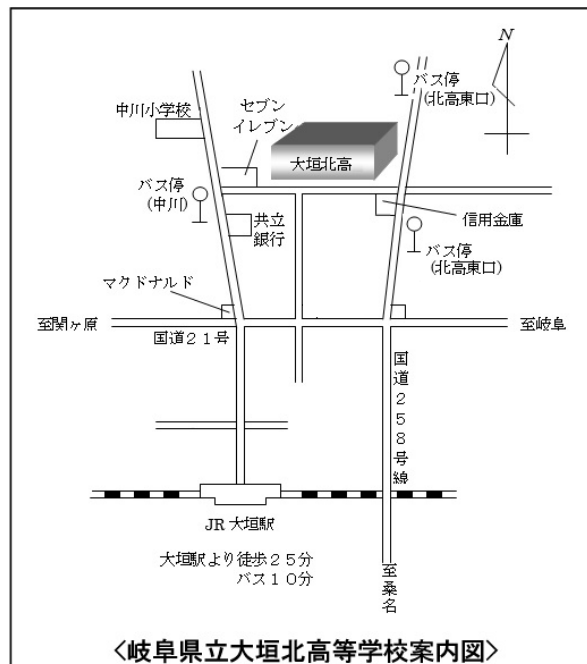 N
バス停
(北高東口)
セブン
イレブン
中川小学校
大垣北高
バス停
(中川)
共立
銀行
信用金庫
バス停
(北高東口)
マクドナルド
至関ヶ原
至岐阜
国道21号
国道258号線
JR 大垣駅
大垣駅より徒歩25分
バス10分
至桑名
<岐阜県立大垣北高等学校案内図>